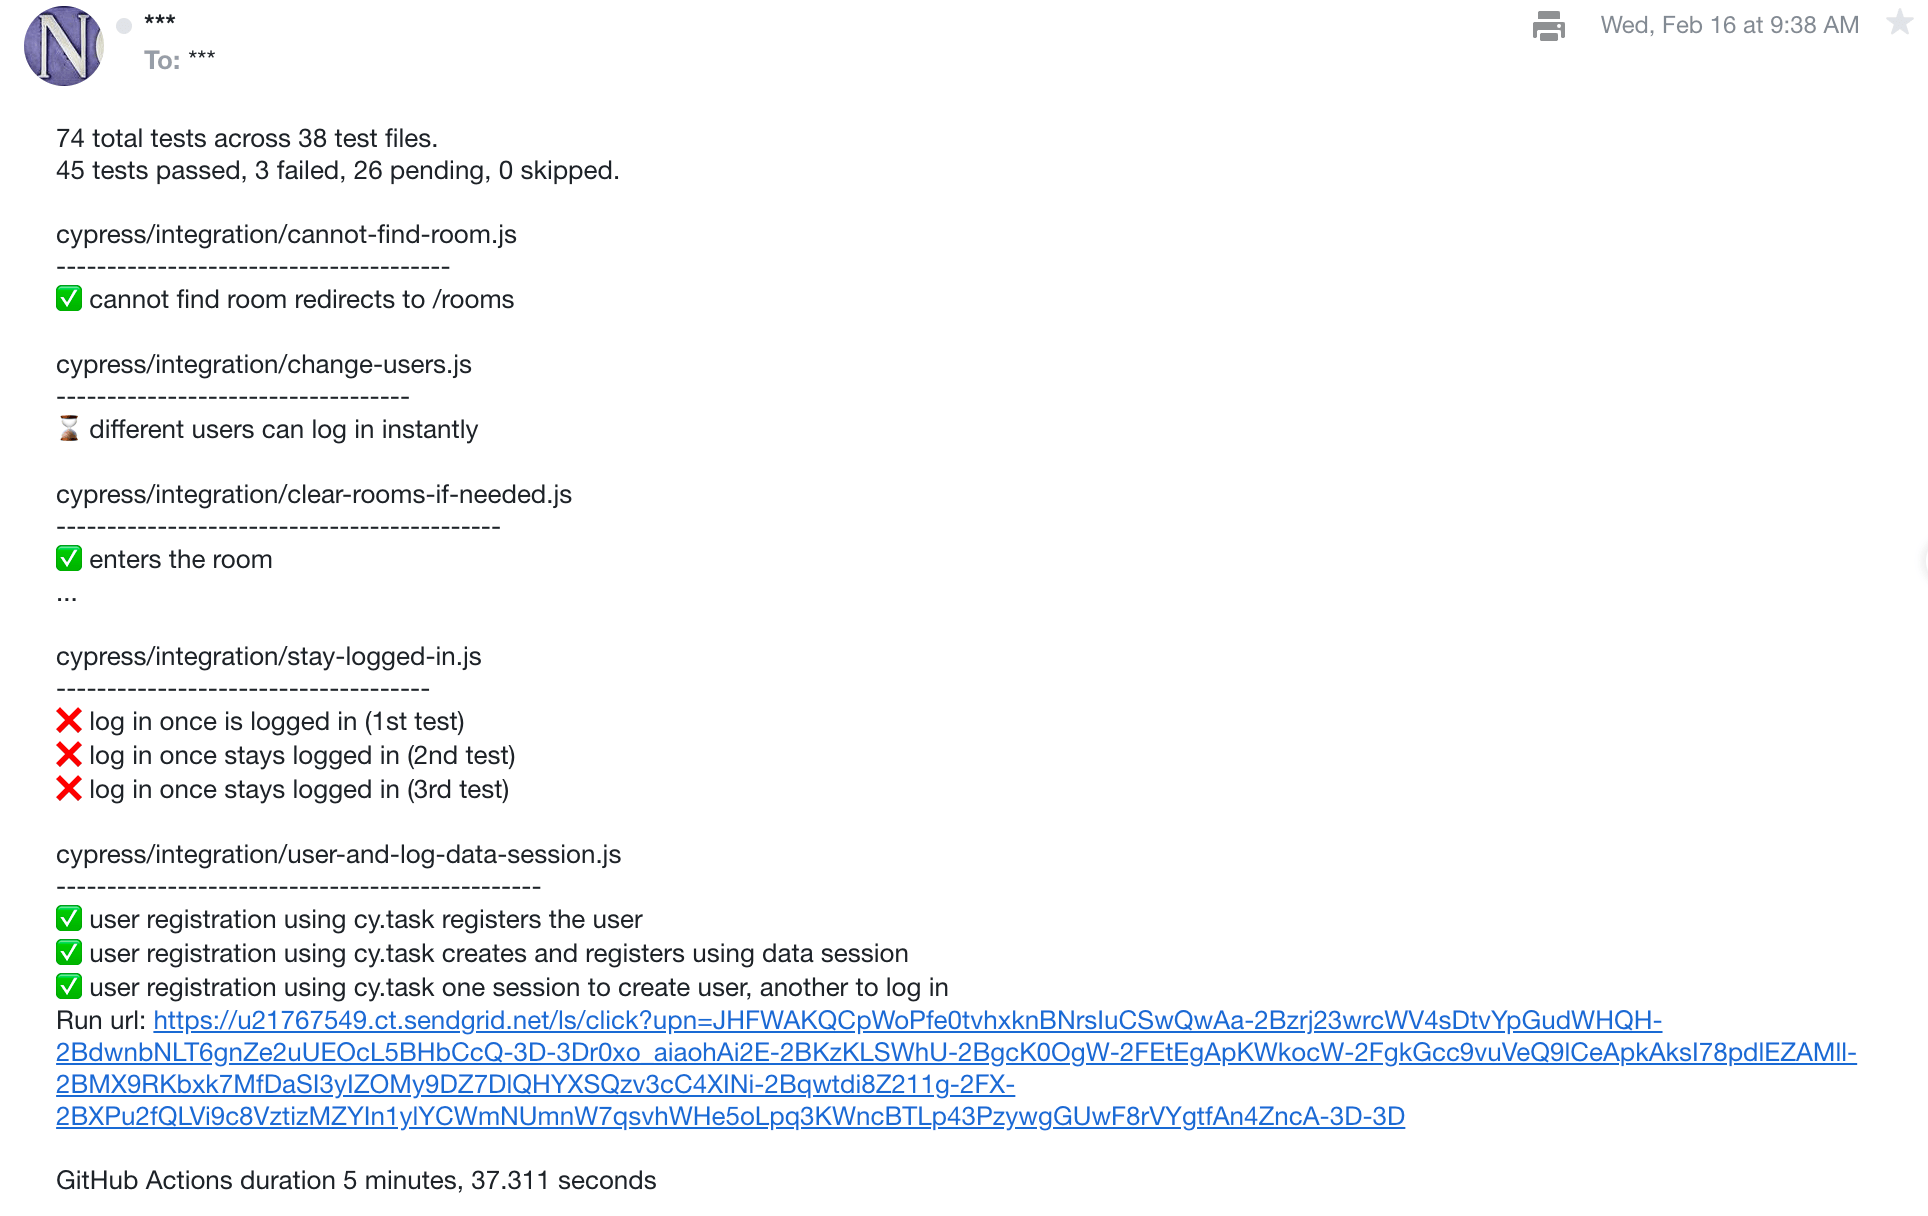 N
***
Wed, Feb 16 at 9:38 AM
To: ***
74 total tests across 38 test files.
45 tests passed, 3 failed, 26 pending, 0 skipped.
cypress/integration/cannot-find-room.js
---------------------------------------
✅ cannot find room redirects to /rooms
cypress/integration/change-users.js
-----------------------------------
⌛ different users can log in instantly
cypress/integration/clear-rooms-if-needed.js
--------------------------------------------
✅ enters the room
...
cypress/integration/stay-logged-in.js
-------------------------------------
❌ log in once is logged in (1st test)
❌ log in once stays logged in (2nd test)
❌ log in once stays logged in (3rd test)
cypress/integration/user-and-log-data-session.js
------------------------------------------------
✅ user registration using cy.task registers the user
✅ user registration using cy.task creates and registers using data session
✅ user registration using cy.task one session to create user, another to log in
Run url: https://u21767549.ct.sendgrid.net/ls/click?upn=JHFWAKQCpWoPfe0tvhxknBNrsIuCSwQwAa-2Bzrj23wrcWV4sDtvYpGudWHQH-
2BdwnbNLT6gnZe2uUEOcL5BHbCcQ-3D-3Dr0xo_aiaohAi2E-2BKzKLSWhU-2BgcK0OgW-2FEtEgApKWkocW-2FgkGcc9vuVeQ9lCeApkAksI78pdlEZAMll-
2BMX9RKbxk7MfDaSI3yIZOMy9DZ7DlQHYXSQzv3cC4XINi-2Bqwtdi8Z211g-2FX-
2BXPu2fQLVi9c8VztizMZYIn1ylYCWmNUmnW7qsvhWHe5oLpq3KWncBTLp43PzywgGUwF8rVYgtfAn4ZncA-3D-3D
GitHub Actions duration 5 minutes, 37.311 seconds